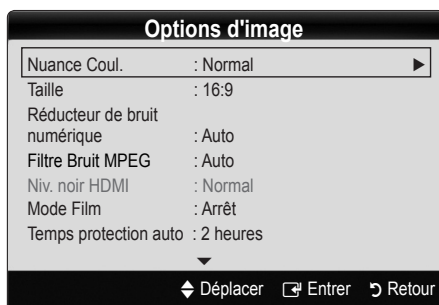 Options d'image
Nuance Coul. : Normal
Taille : 16:9
Réducteur de bruit
numérique : Auto
Filtre Bruit MPEG : Auto
Niv. noir HDMI : Normal
Mode Film : Arrêt
Temps protection auto : 2 heures
Déplacer Entrer Retour